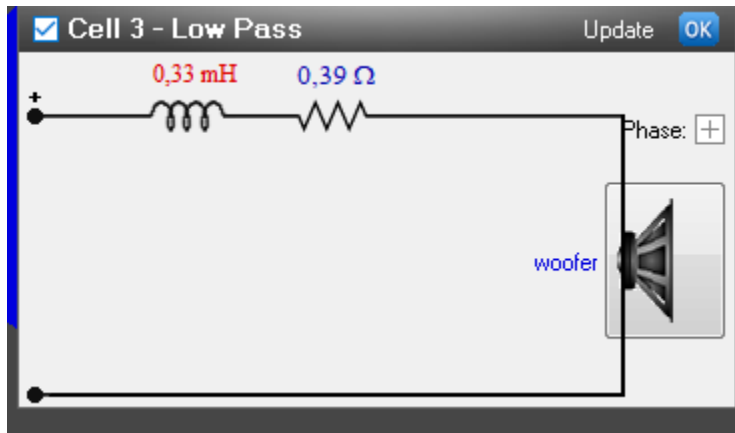 Cell 3 - Low Pass Update OK
0,33 mH 0,39 Ω
+
Phase: +
woofer